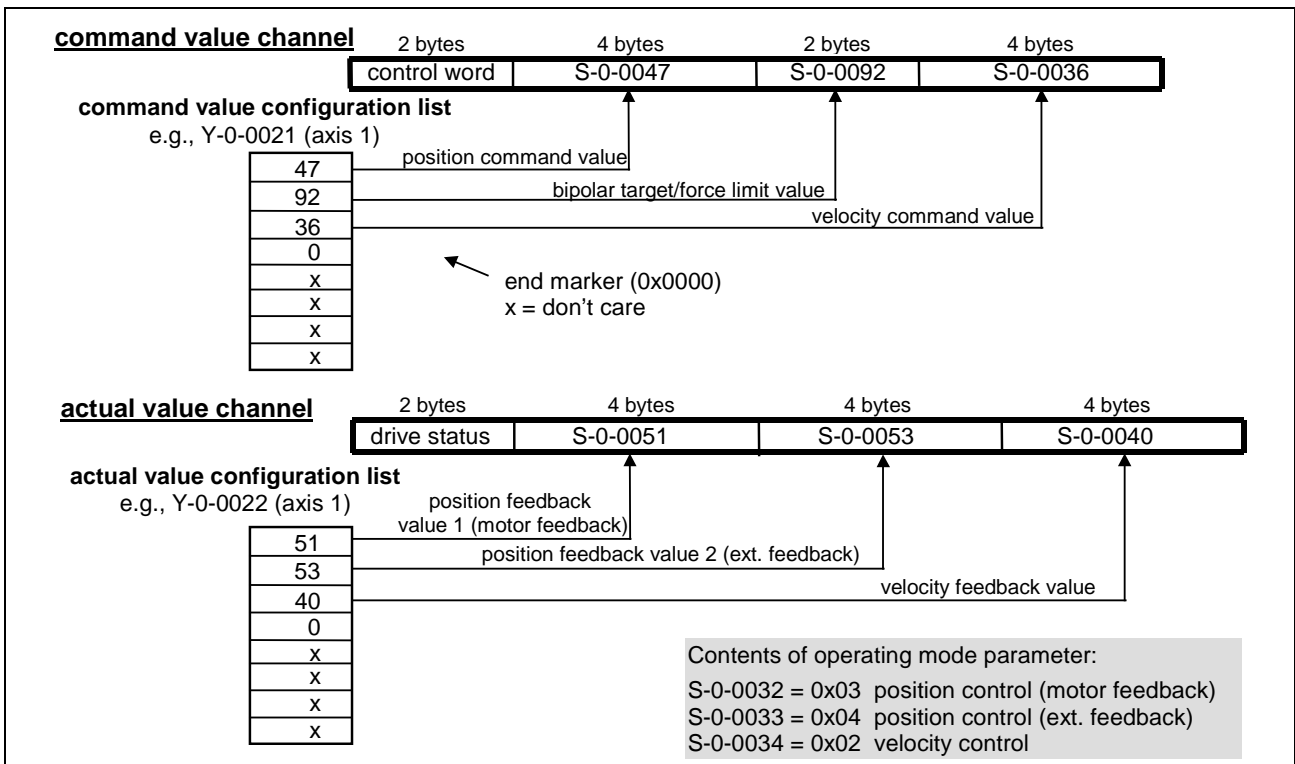 command value channel
2 bytes 4 bytes 2 bytes 4 bytes
control word S-0-0047 S-0-0092 S-0-0036
command value configuration list
e.g., Y-0-0021 (axis 1)
position command value
47
bipolar target/force limit value
92
velocity command value
36
0
x
x
x
x
end marker (0x0000)
x = don't care
actual value channel
2 bytes 4 bytes 4 bytes 4 bytes
drive status S-0-0051 S-0-0053 S-0-0040
actual value configuration list
e.g., Y-0-0022 (axis 1)
position feedback
value 1 (motor feedback)
51
position feedback value 2 (ext. feedback)
53
velocity feedback value
40
0
x
x
x
x
Contents of operating mode parameter:
S-0-0032 = 0x03 position control (motor feedback)
S-0-0033 = 0x04 position control (ext. feedback)
S-0-0034 = 0x02 velocity control